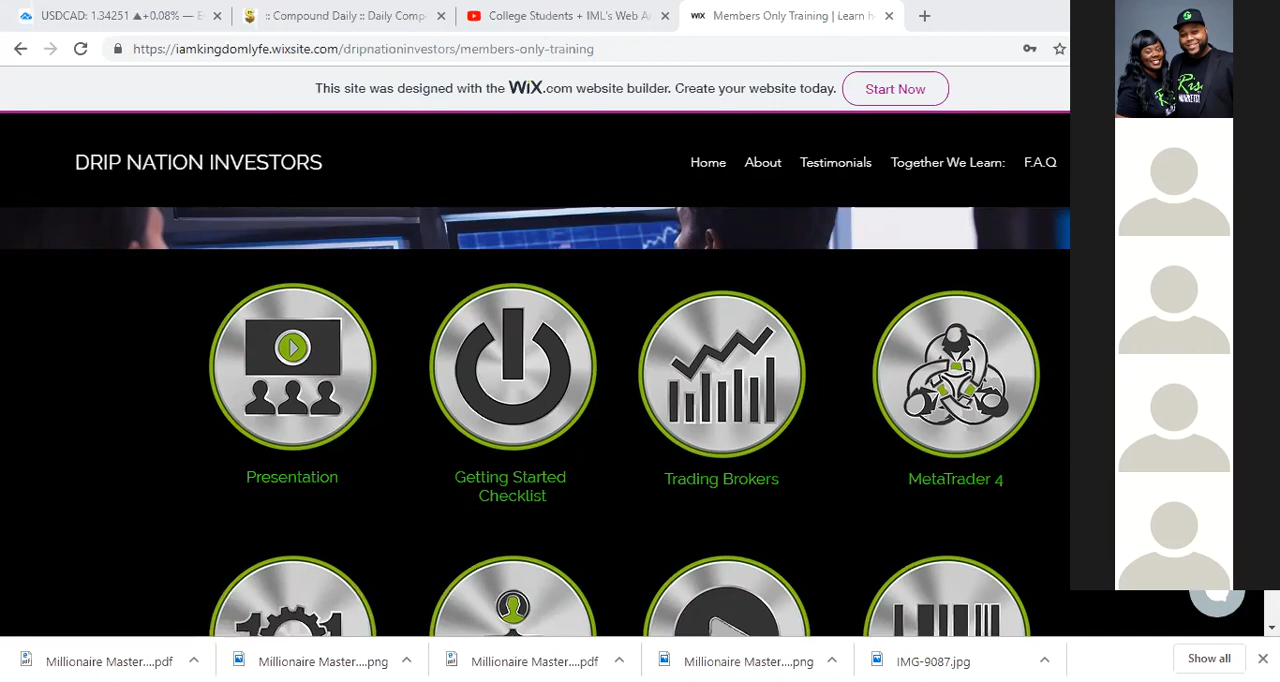 USDCAD: 1.34251 ▲+0.08% —
:: Compound Daily :: Daily Comp
College Students + IML's Web A
WIX Members Only Training | Learn h
https://iamkingdomlyfe.wixsite.com/dripnationinvestors/members-only-training
This site was designed with the WiX.com website builder. Create your website today. Start Now
DRIP NATION INVESTORS
Home About Testimonials Together We Learn: F.A.Q
Presentation
Getting Started
Checklist
Trading Brokers
MetaTrader 4
101
Millionaire Master....pdf
Millionaire Master....png
Millionaire Master....pdf
Millionaire Master....png
IMG-9087.jpg
Show all